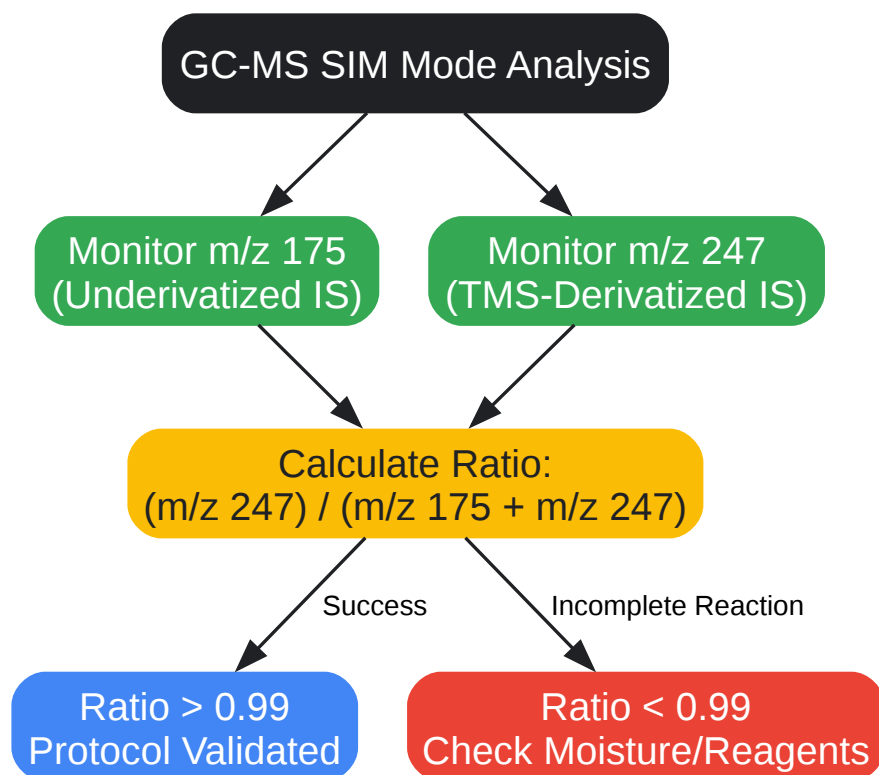 GC-MS SIM Mode Analysis
Monitor m/z 175
(Underivatized IS)
Monitor m/z 247
(TMS-Derivatized IS)
Calculate Ratio:
(m/z 247) / (m/z 175 + m/z 247)
Success
Incomplete Reaction
Ratio > 0.99
Protocol Validated
Ratio < 0.99
Check Moisture/Reagents